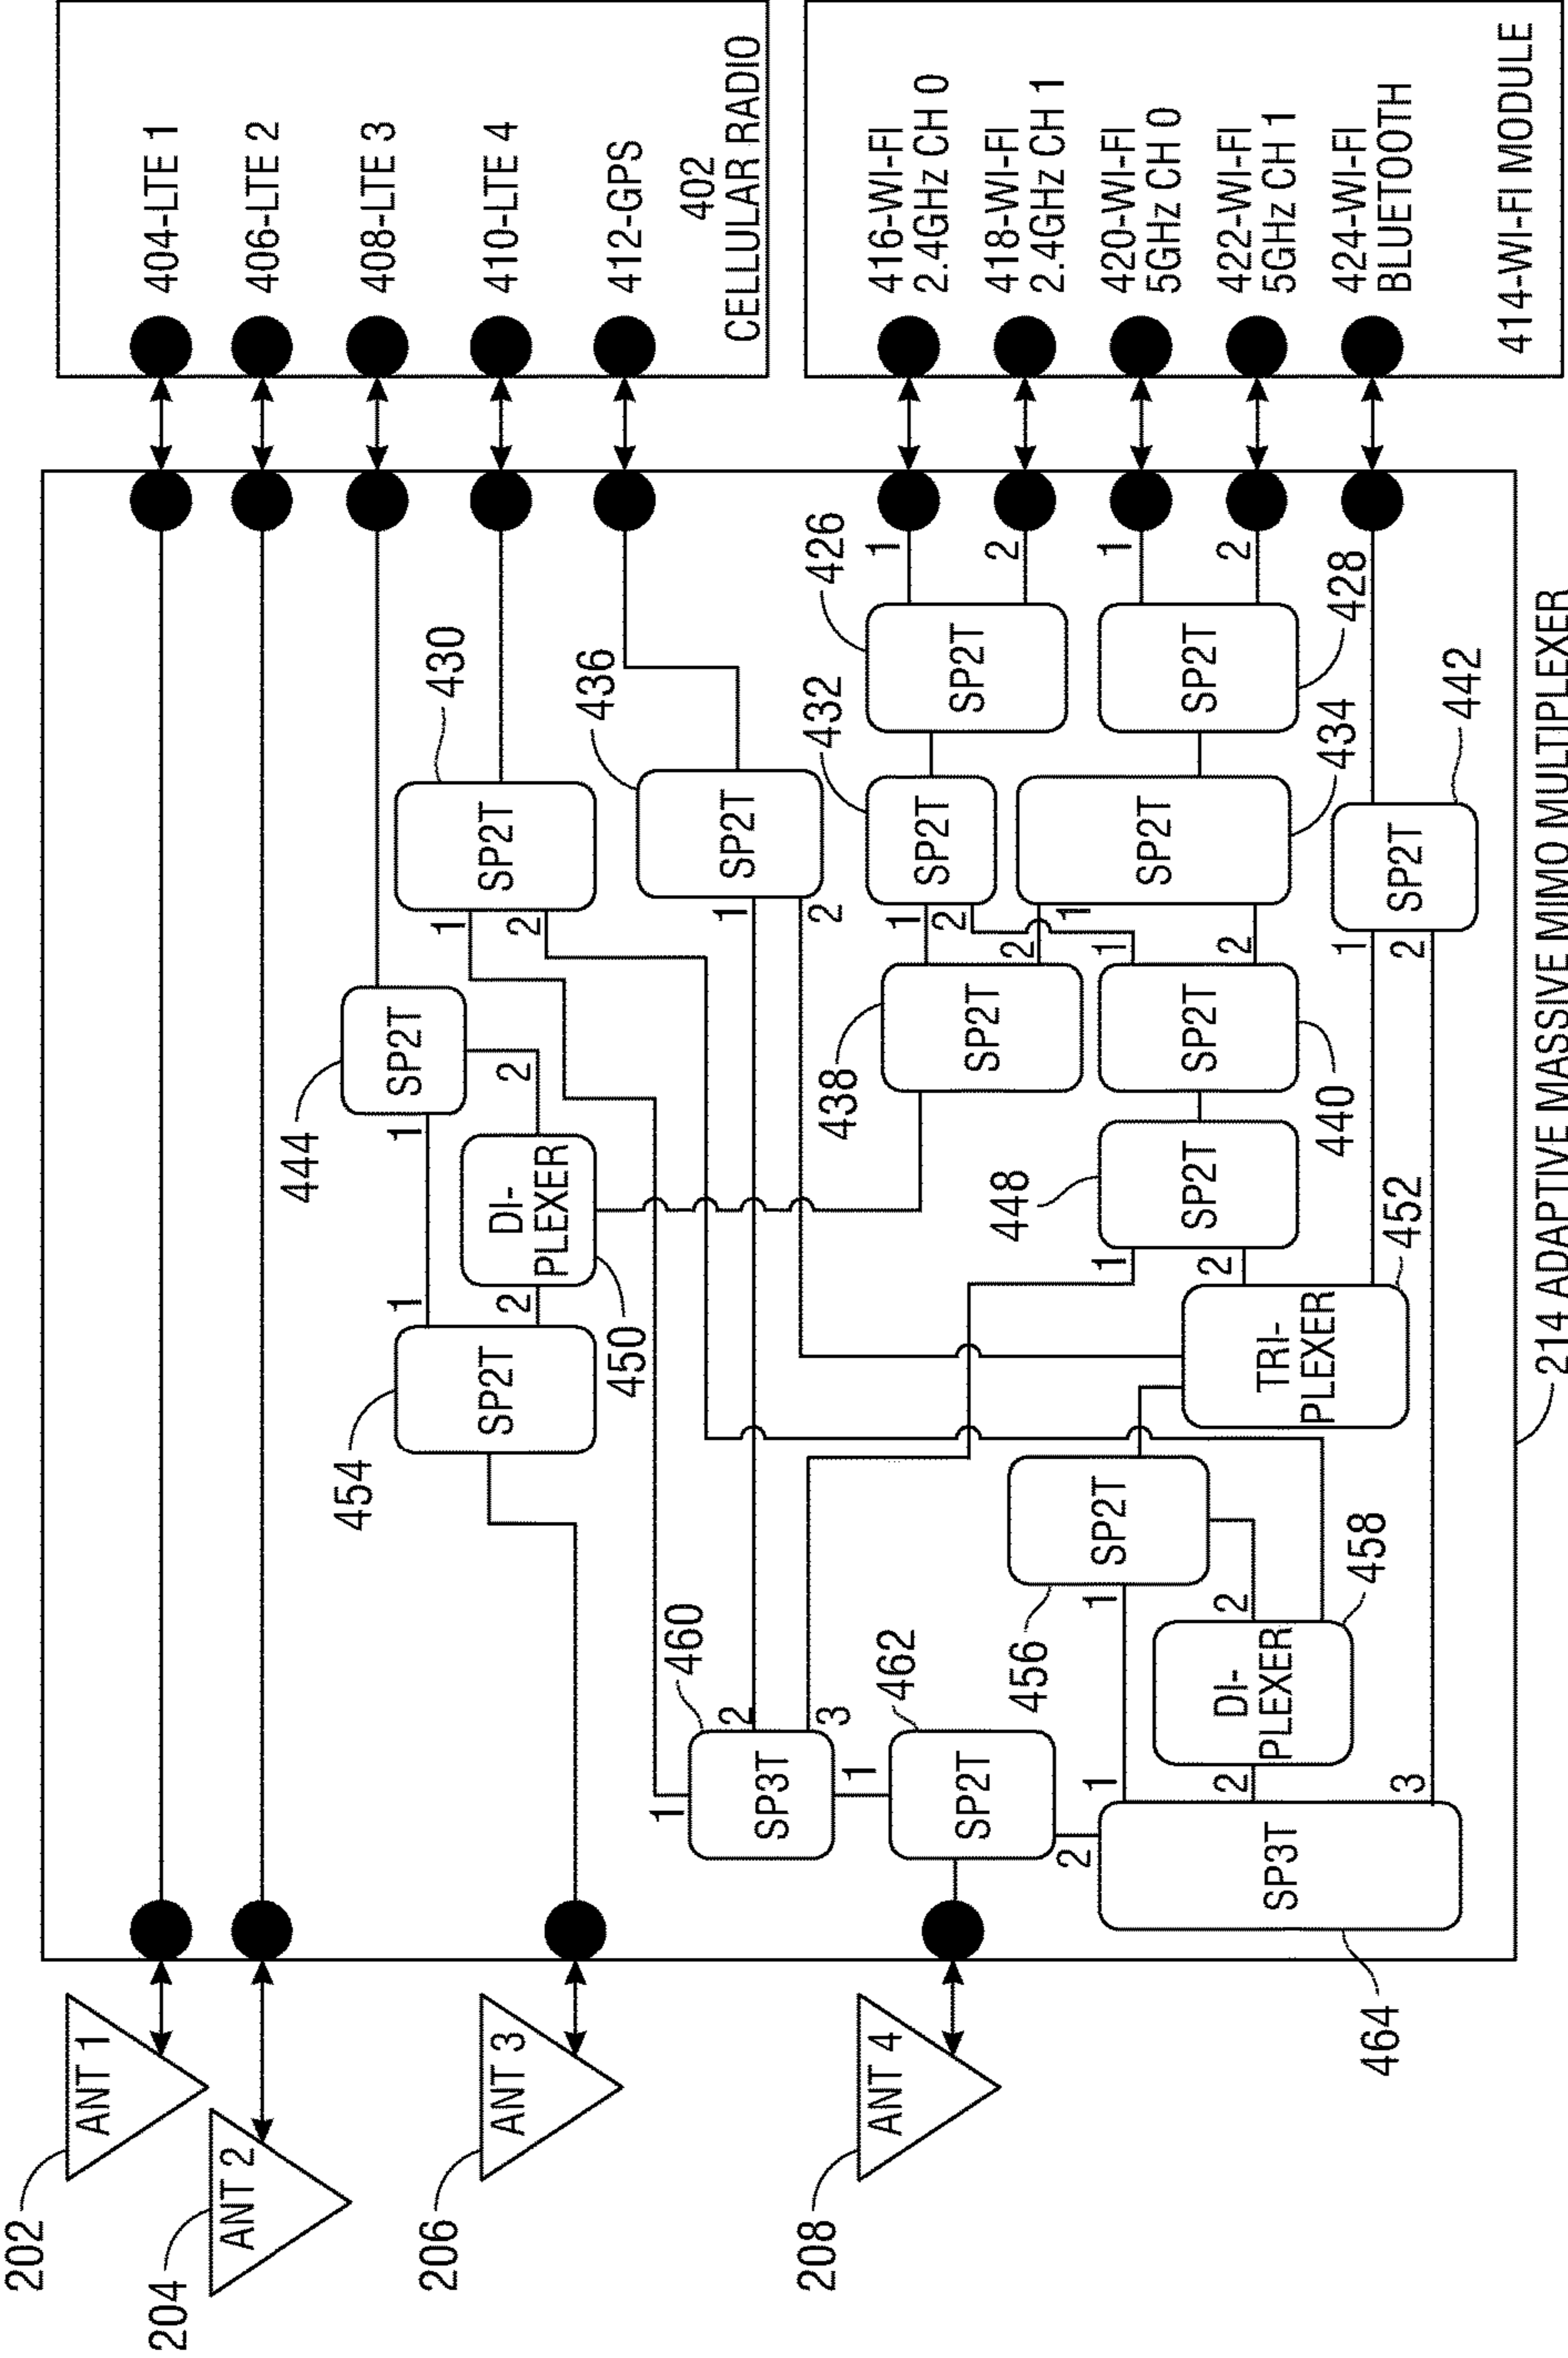 202
ANT 1
204
ANT 2
206
ANT 3
208
ANT 4
404-LTE 1
406-LTE 2
408-LTE 3
410-LTE 4
412-GPS
402
CELLULAR RADIO
416-WI-FI
2.4GHz CH 0
418-WI-FI
2.4GHz CH 1
420-WI-FI
5GHz CH 0
422-WI-FI
5GHz CH 1
424-WI-FI
BLUETOOTH
414-WI-FI MODULE
444
SP2T
1
2
430
SP2T
1
2
454
SP2T
1
2
DI-
PLEXER
450
436
SP2T
1
2
426
SP2T
1
2
432
SP2T
1
2
428
SP2T
1
2
434
SP2T
1
2
438
SP2T
2
440
SP2T
1
442
SP2T
1
2
448
SP2T
1
2
452
TRI-
PLEXER
456
SP2T
1
2
458
DI-
PLEXER
460
SP3T
1
2
3
462
SP2T
1
2
464
SP3T
1
2
3
214 ADAPTIVE MASSIVE MIMO MULTIPLEXER